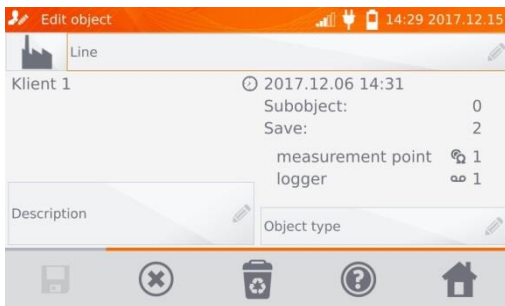 Edit object
14:29 2017.12.15
Line
Klient 1
2017.12.06 14:31
Subobject: 0
Save: 2
measurement point 1
logger 1
Description
Object type